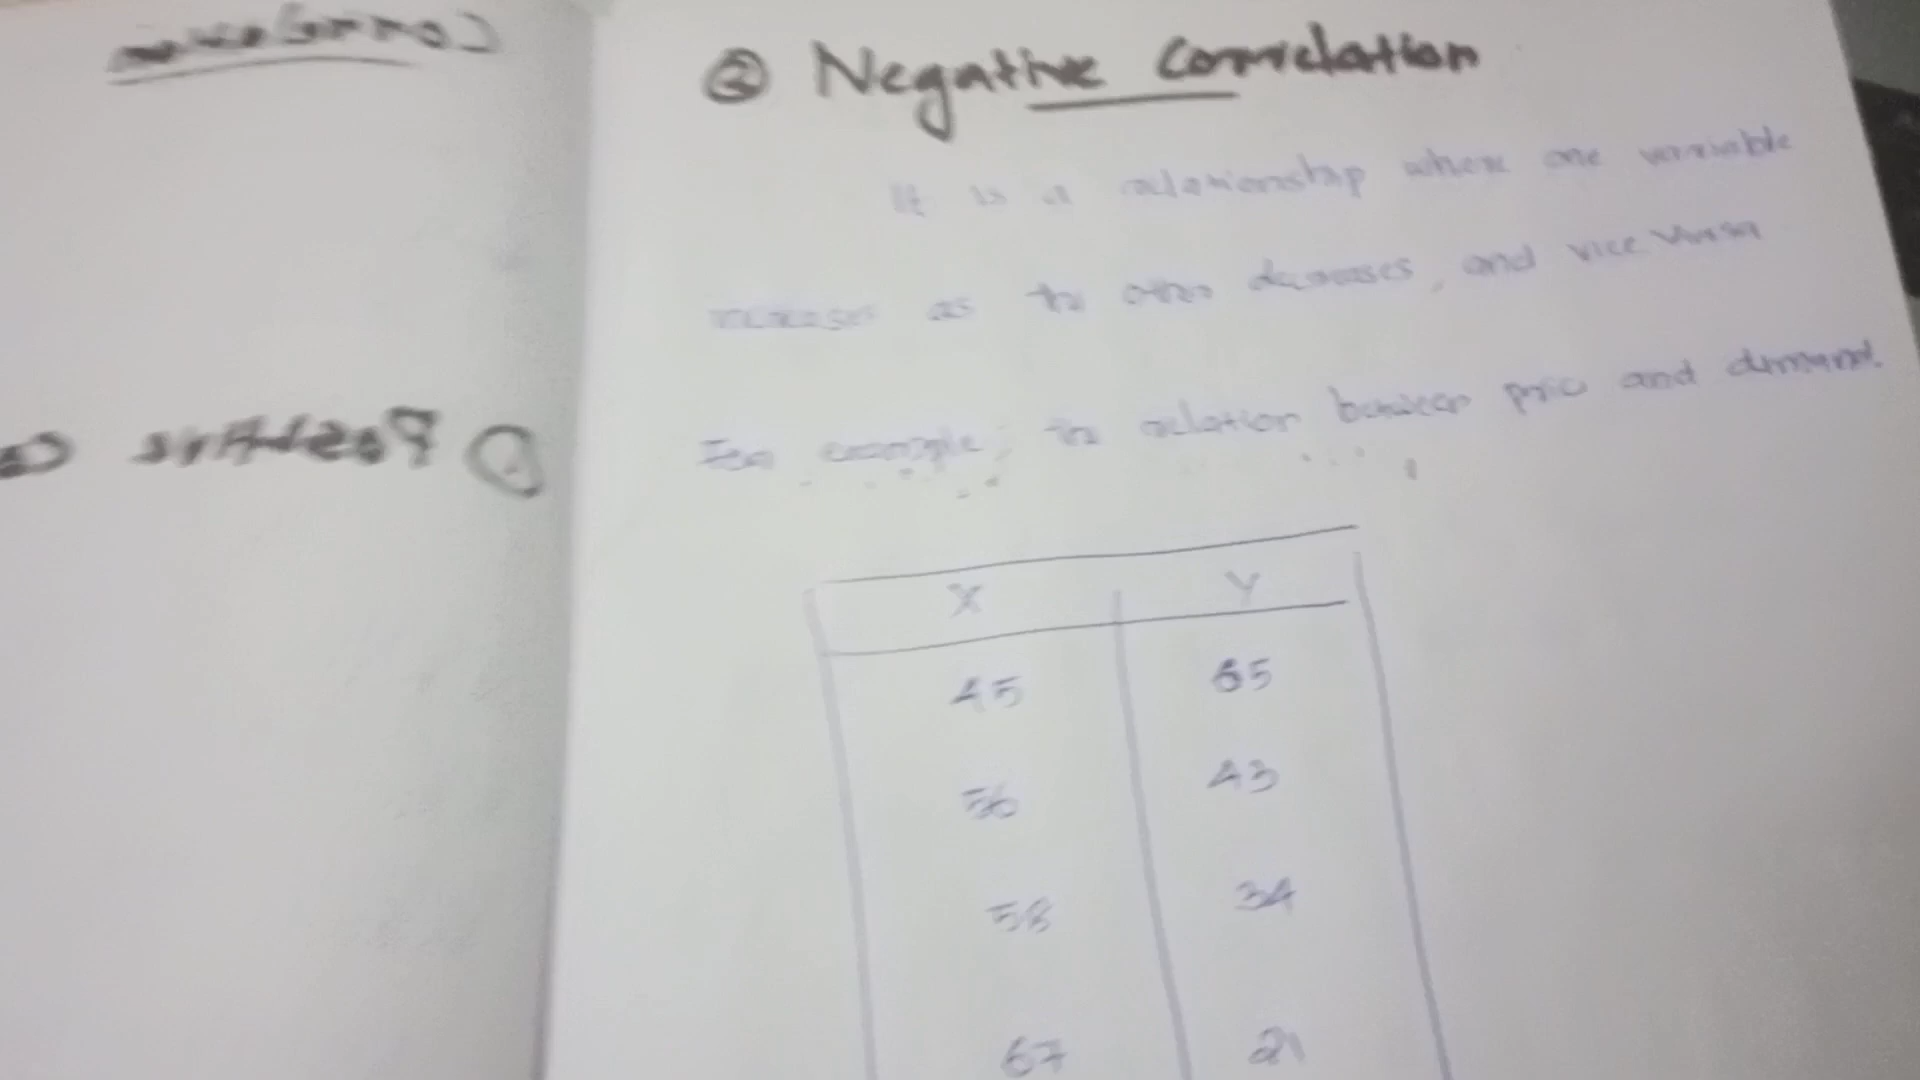 ② Negative Correlation
It is a relationship where one variable
increases as the other decreases, and vice versa
For example, the relation between price and demand.
X Y
45 65
56 43
58 34
67 21